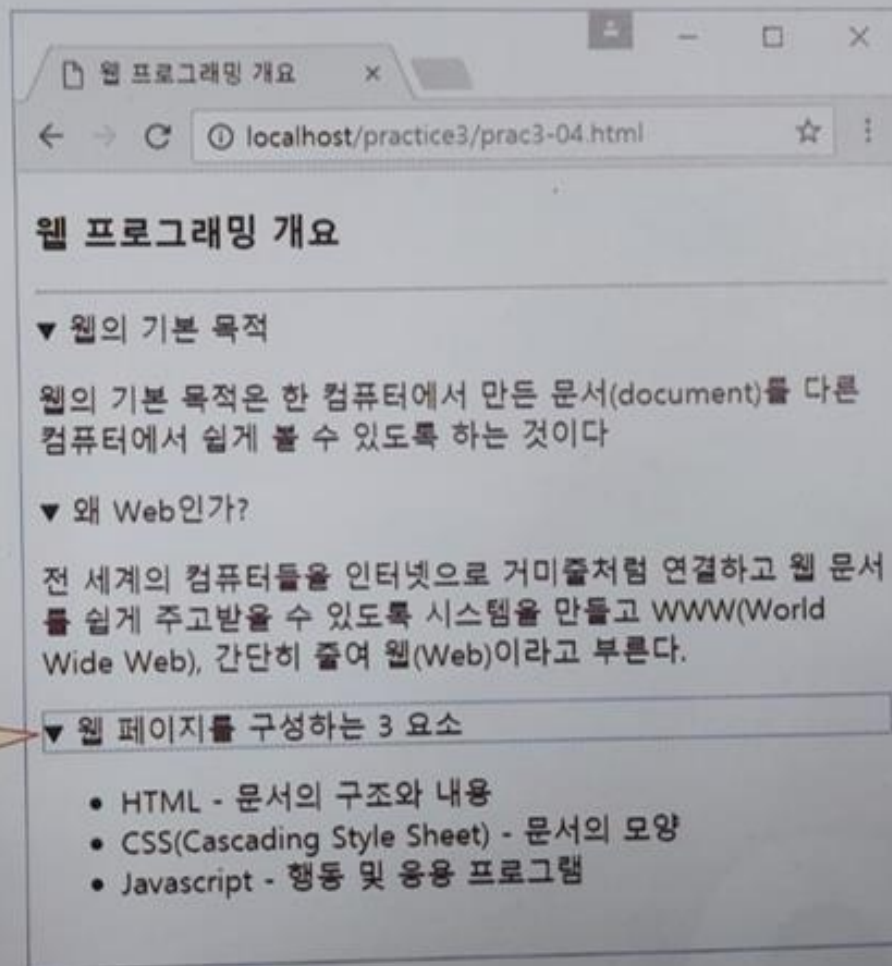 웹 프로그래밍 개요
localhost/practice3/prac3-04.html
웹 프로그래밍 개요
▼ 웹의 기본 목적
웹의 기본 목적은 한 컴퓨터에서 만든 문서(document)를 다른
컴퓨터에서 쉽게 볼 수 있도록 하는 것이다
▼ 왜 Web인가?
전 세계의 컴퓨터들을 인터넷으로 거미줄처럼 연결하고 웹 문서
를 쉽게 주고받을 수 있도록 시스템을 만들고 WWW(World
Wide Web), 간단히 줄여 웹(Web)이라고 부른다.
▼ 웹 페이지를 구성하는 3 요소
• HTML - 문서의 구조와 내용
• CSS(Cascading Style Sheet) - 문서의 모양
• Javascript - 행동 및 응용 프로그램